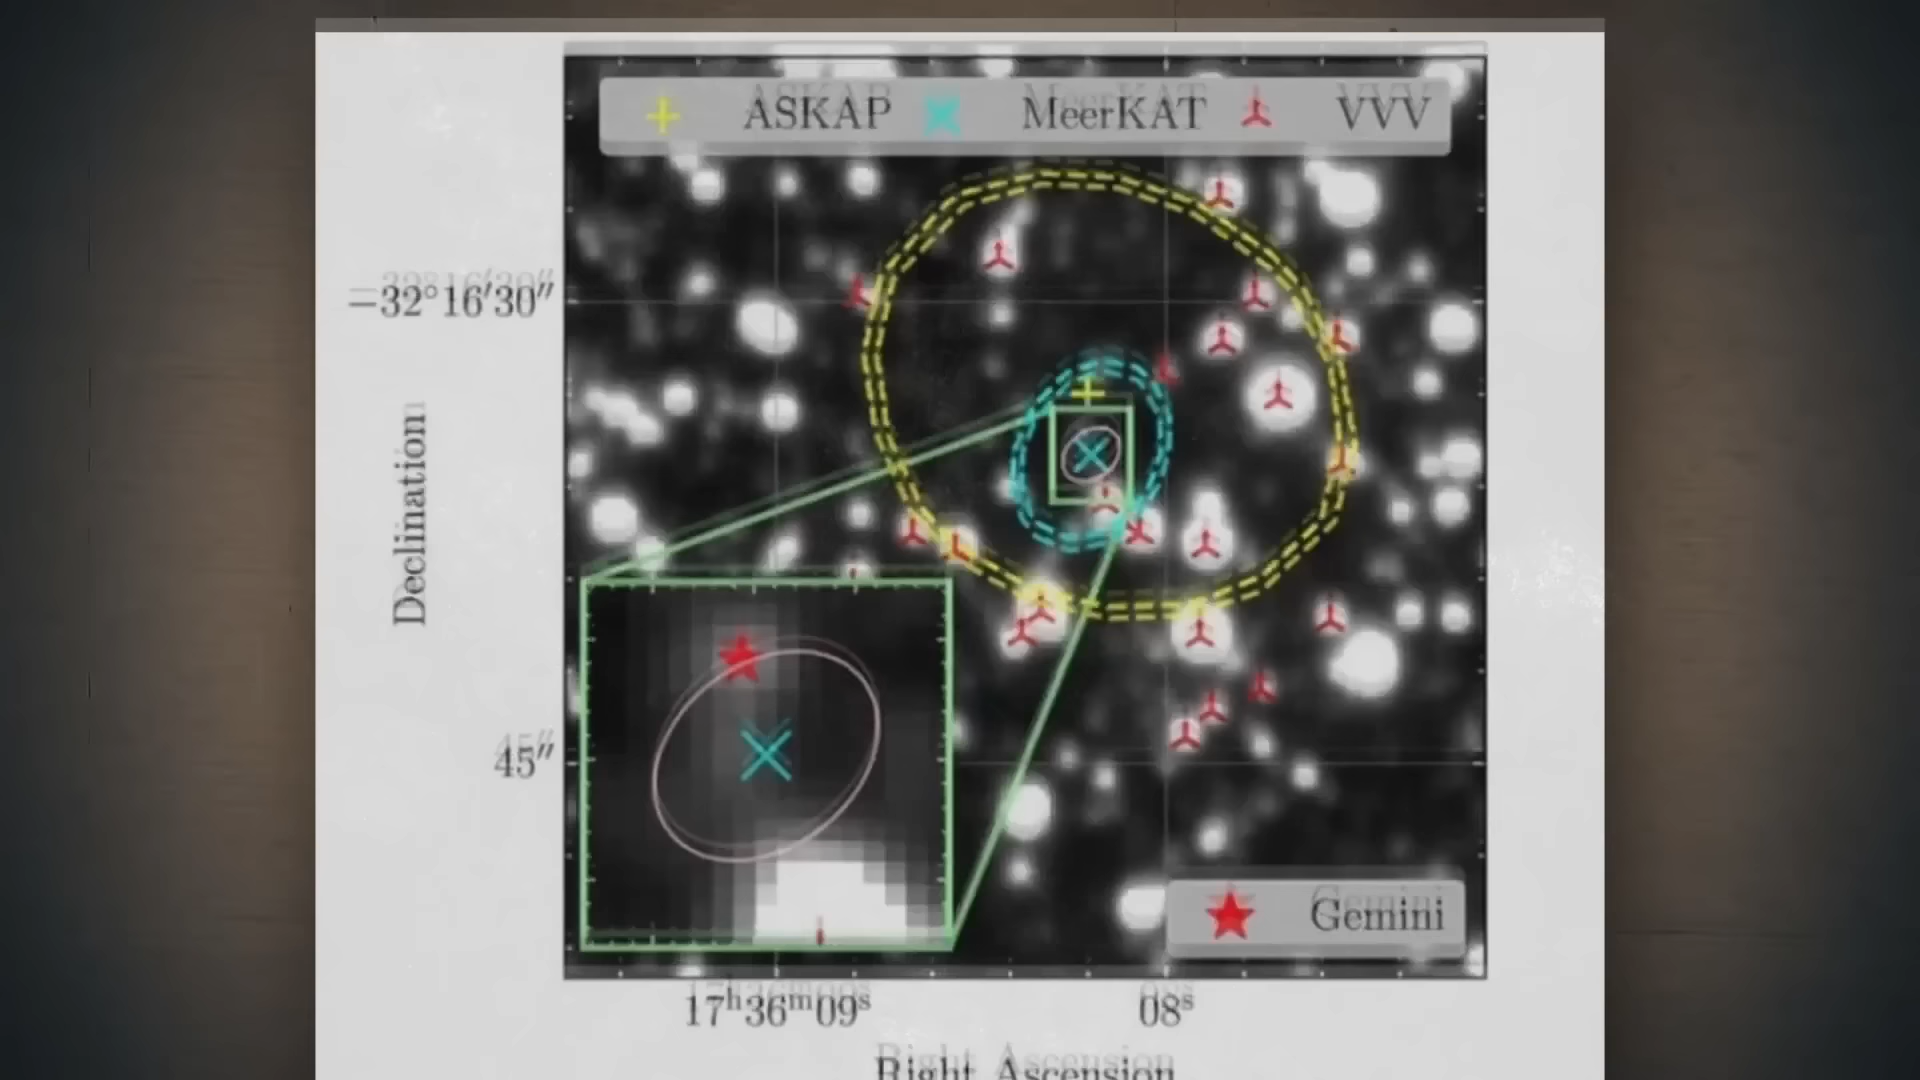 ASKAP MeerKAT VVV
−32°16′30″
Declination
45″
Gemini
17ʰ36ᵐ09ˢ 08ˢ
Right Ascension